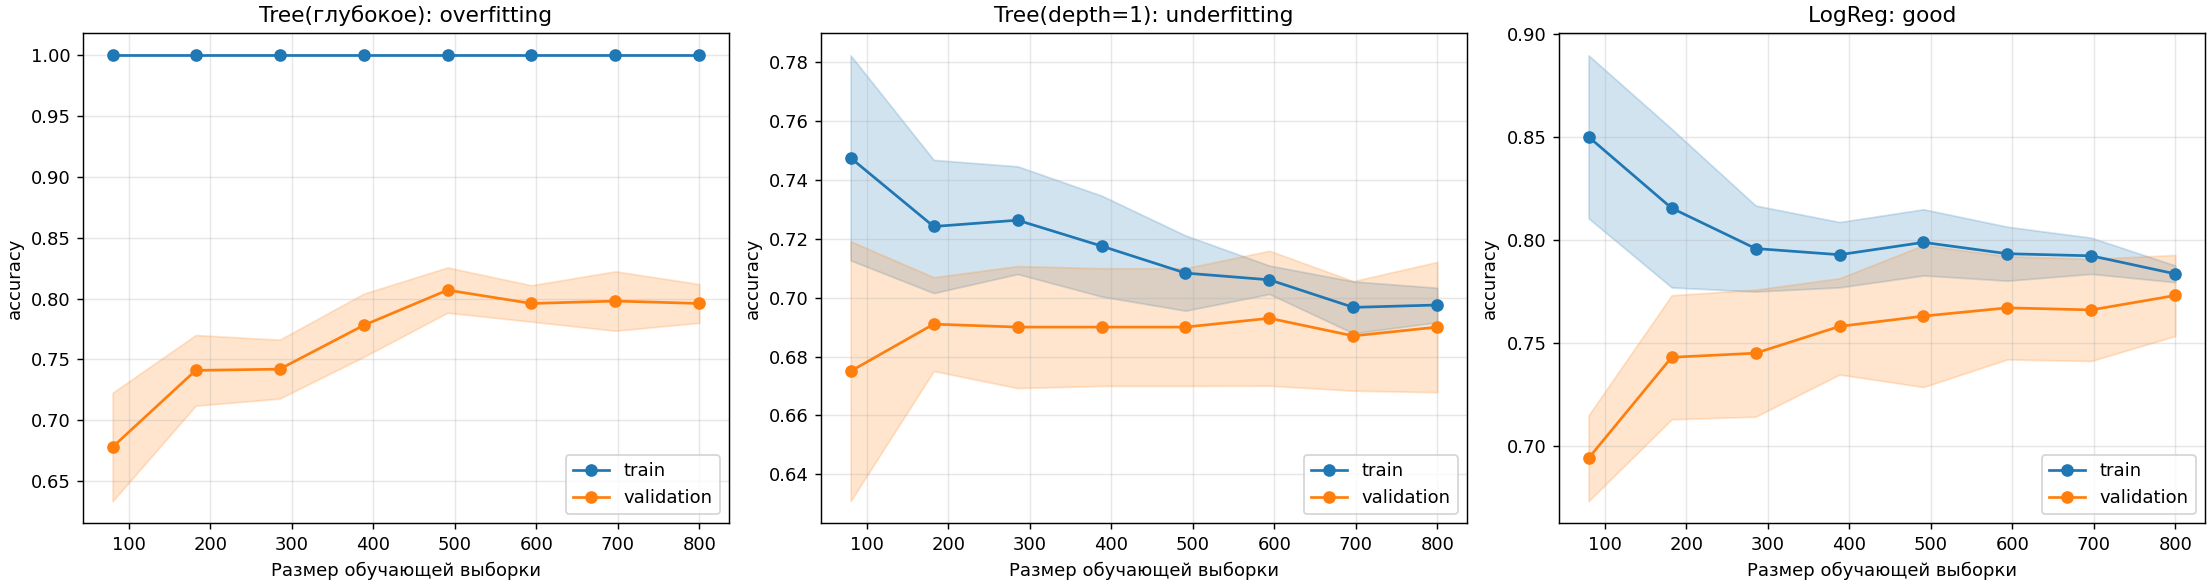 Tree(глубокое): overfitting
accuracy
1.00
0.95
0.90
0.85
0.80
0.75
0.70
0.65
100 200 300 400 500 600 700 800
Размер обучающей выборки
train
validation
Tree(depth=1): underfitting
accuracy
0.78
0.76
0.74
0.72
0.70
0.68
0.66
0.64
100 200 300 400 500 600 700 800
Размер обучающей выборки
train
validation
LogReg: good
accuracy
0.90
0.85
0.80
0.75
0.70
100 200 300 400 500 600 700 800
Размер обучающей выборки
train
validation